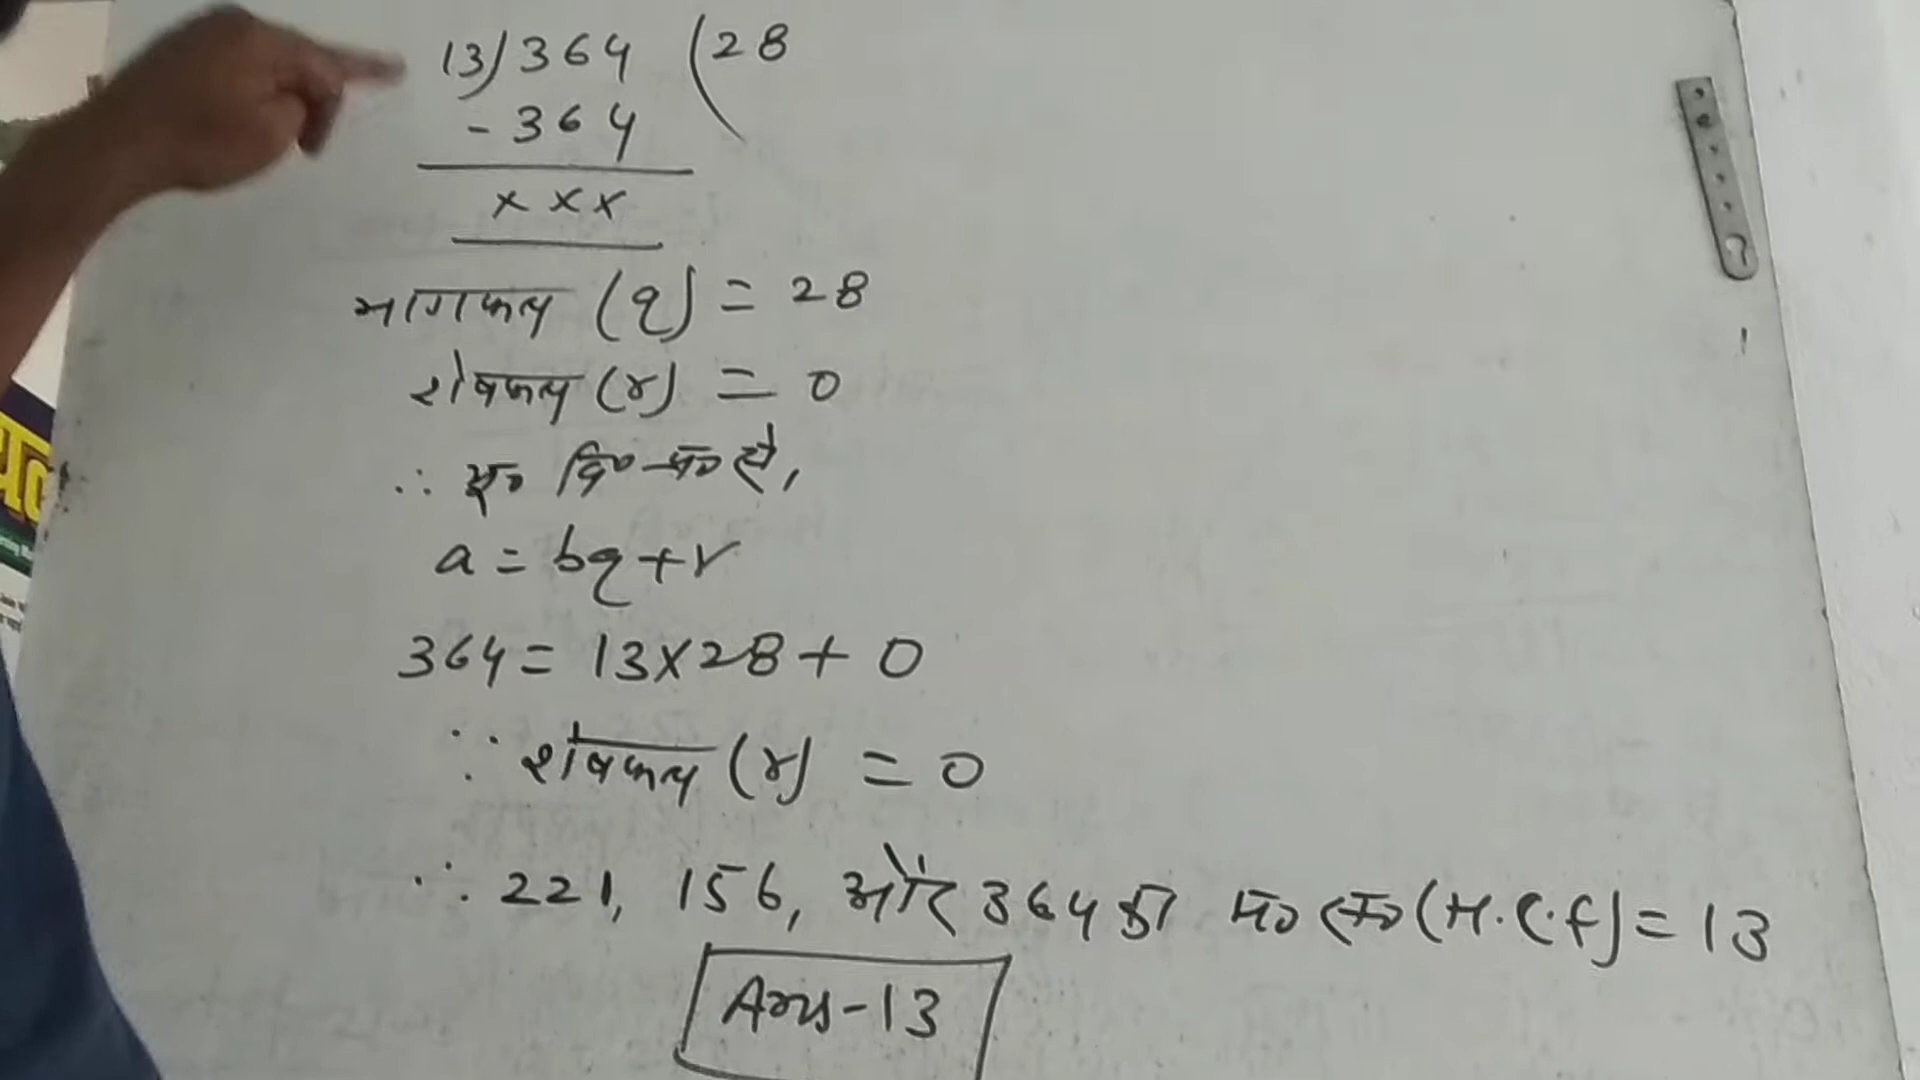 13)364(28
-364
×××
भागफल (q) = 28
शेषफल (r) = 0
∴ यू० वि० प्र० से,
a = bq+r
364 = 13×28+0
∵ शेषफल (r) = 0
∴ 221, 156, और 364 का म० स० (H.C.f) = 13
Ans-13